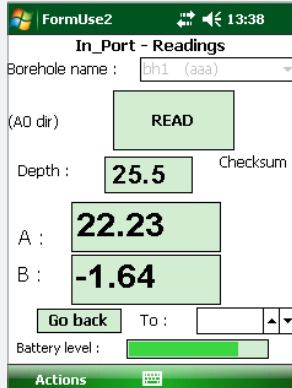 FormUse2 13:38
In_Port - Readings
Borehole name : bh1 (aaa)
(A0 dir) READ
Depth : 25.5 Checksum
A : 22.23
B : -1.64
Go back To :
Battery level :
Actions